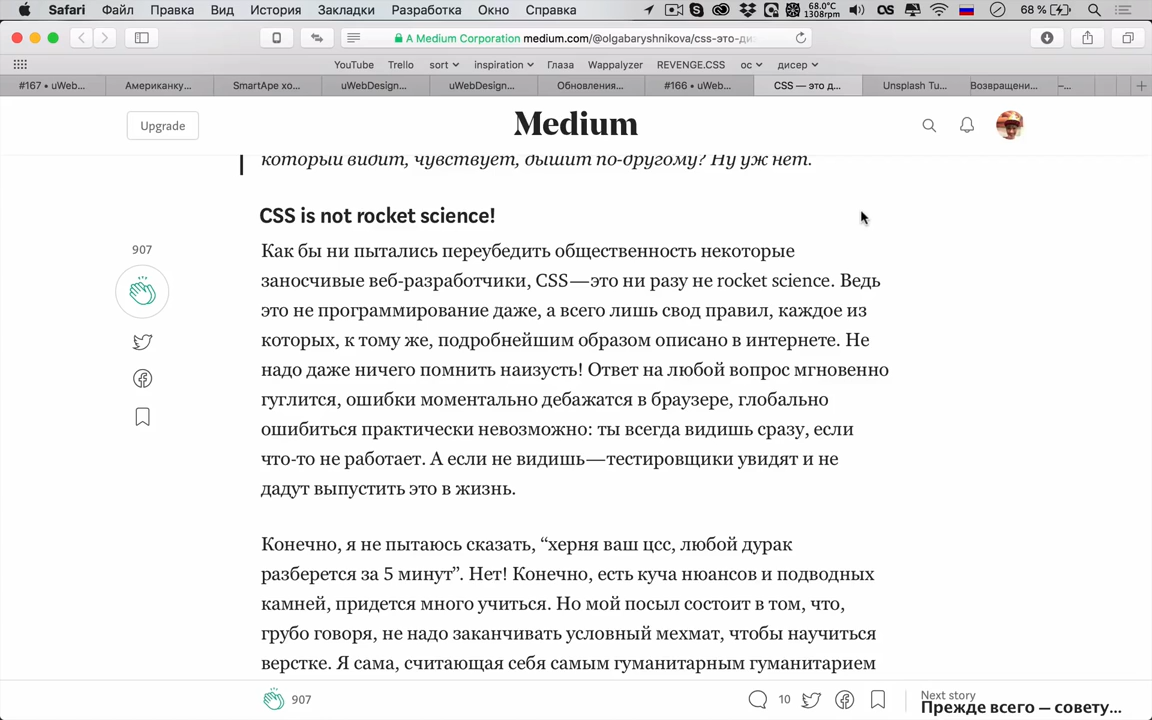 Safari Файл Правка Вид История Закладки Разработка Окно Справка 68.0°C 1308rpm 68 %
A Medium Corporation medium.com/@olgabaryshnikova/css-это-ди
YouTube Trello sort inspiration Глаза Wappalyzer REVENGE.CSS ос дисер
#167 • uWeb... Американку... SmartApe хо... uWebDesign... uWebDesign... Обновления... #166 • uWeb... CSS — это д... Unsplash Tu... Возвращени... –...
Upgrade Medium
который видит, чувствует, дышит по-другому? Ну уж нет.
CSS is not rocket science!
907
Как бы ни пытались переубедить общественность некоторые
заносчивые веб-разработчики, CSS—это ни разу не rocket science. Ведь
это не программирование даже, а всего лишь свод правил, каждое из
которых, к тому же, подробнейшим образом описано в интернете. Не
надо даже ничего помнить наизусть! Ответ на любой вопрос мгновенно
гуглится, ошибки моментально дебажатся в браузере, глобально
ошибиться практически невозможно: ты всегда видишь сразу, если
что-то не работает. А если не видишь—тестировщики увидят и не
дадут выпустить это в жизнь.
Конечно, я не пытаюсь сказать, “херня ваш цсс, любой дурак
разберется за 5 минут”. Нет! Конечно, есть куча нюансов и подводных
камней, придется много учиться. Но мой посыл состоит в том, что,
грубо говоря, не надо заканчивать условный мехмат, чтобы научиться
верстке. Я сама, считающая себя самым гуманитарным гуманитарием
907 10 Next story
Прежде всего — совету...